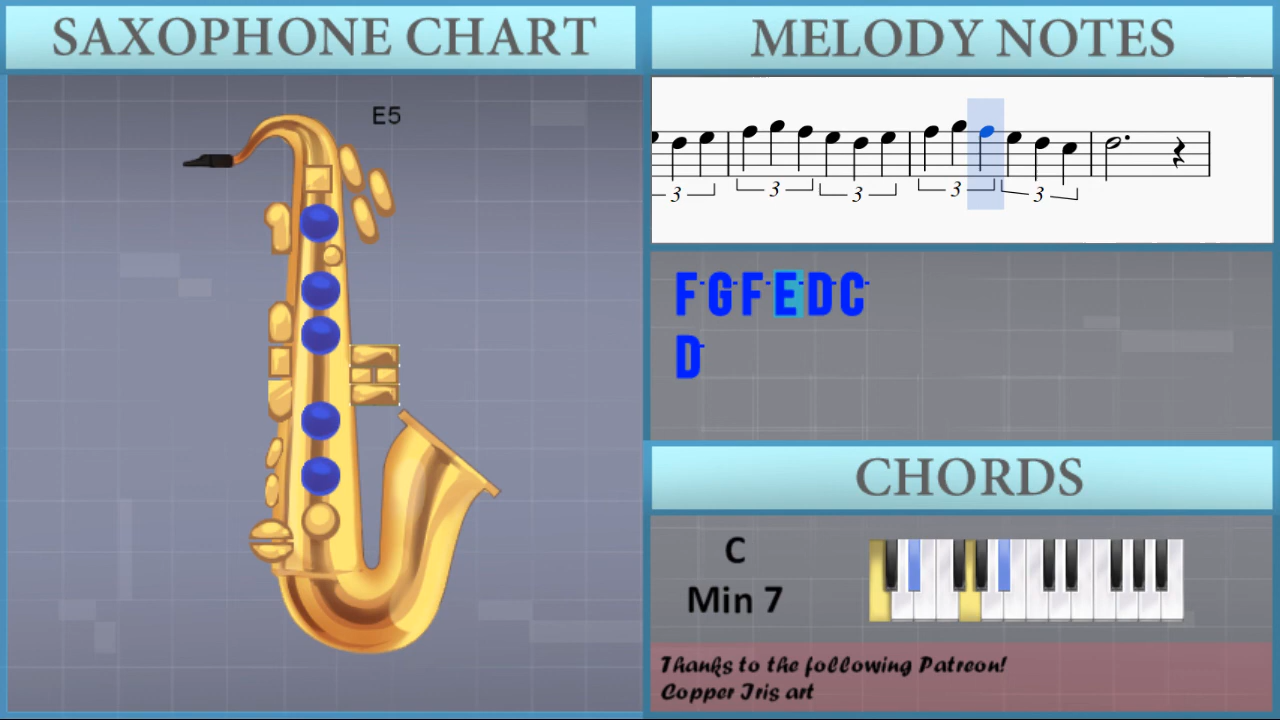 SAXOPHONE CHART
MELODY NOTES
E5
3 3 3 3 3
F G F E D C
D
CHORDS
C
Min 7
Thanks to the following Patreon!
Copper Iris art